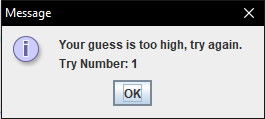 Message
Your guess is too high, try again.
Try Number: 1
OK